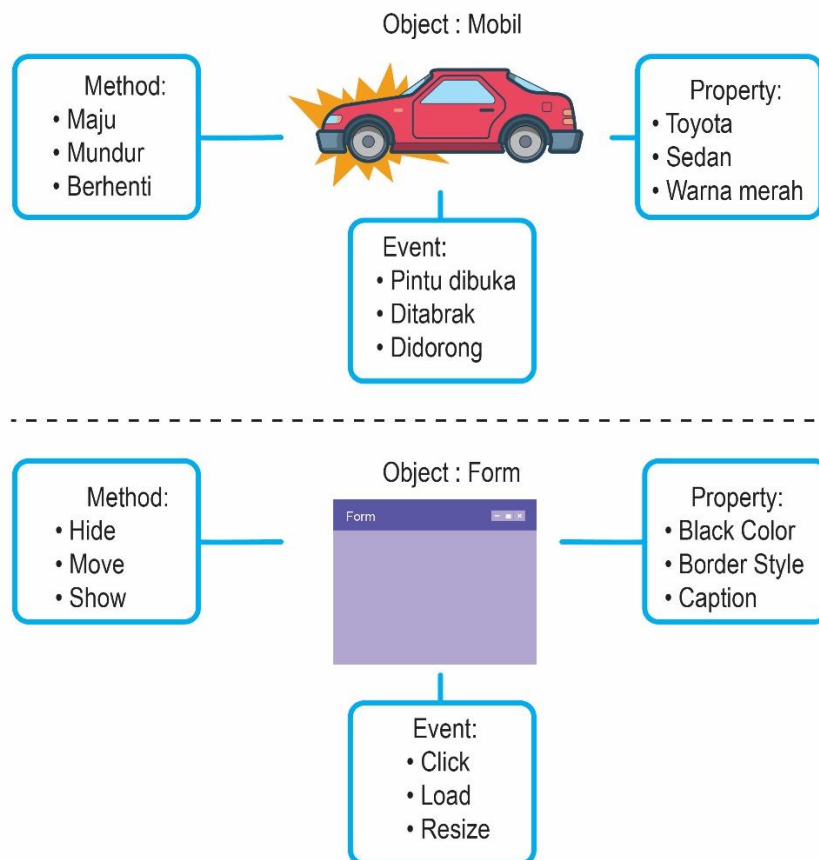 Object : Mobil
Method:
• Maju
• Mundur
• Berhenti
Property:
• Toyota
• Sedan
• Warna merah
Event:
• Pintu dibuka
• Ditabrak
• Didorong
Object : Form
Method:
• Hide
• Move
• Show
Form
Property:
• Black Color
• Border Style
• Caption
Event:
• Click
• Load
• Resize